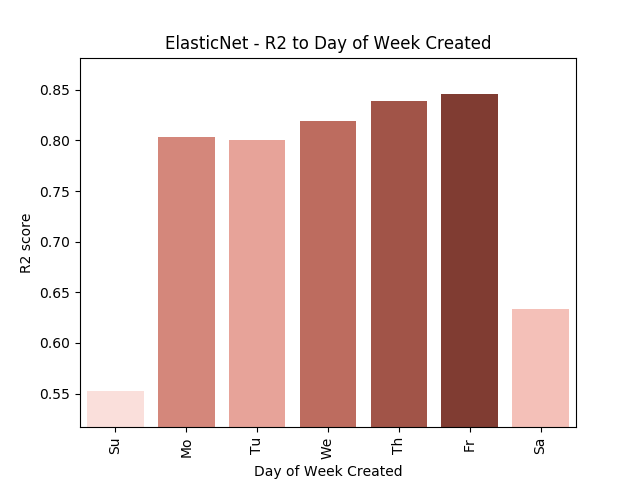 ElasticNet - R2 to Day of Week Created
R2 score
0.85
0.80
0.75
0.70
0.65
0.60
0.55
Su
Mo
Tu
We
Th
Fr
Sa
Day of Week Created